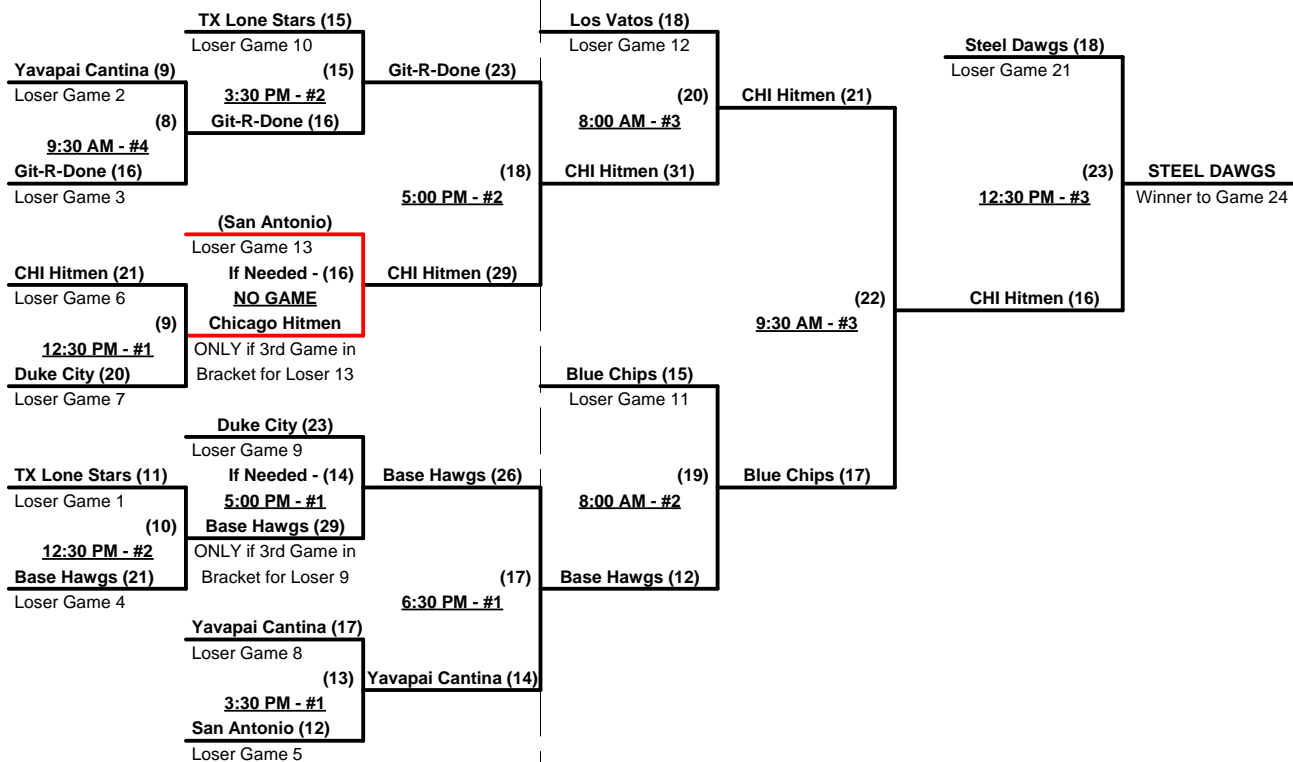 TX Lone Stars (15)
Loser Game 10
Yavapai Cantina (9)
Loser Game 2
(15)
3:30 PM - #2
Git-R-Done (23)
(8)
9:30 AM - #4
Git-R-Done (16)
Git-R-Done (16)
Loser Game 3
(18)
5:00 PM - #2
(San Antonio)
Loser Game 13
CHI Hitmen (21)
Loser Game 6
If Needed - (16)
NO GAME
CHI Hitmen (29)
(9)
12:30 PM - #1
Chicago Hitmen
ONLY if 3rd Game in
Bracket for Loser 13
Duke City (20)
Loser Game 7
Duke City (23)
Loser Game 9
TX Lone Stars (11)
Loser Game 1
If Needed - (14)
5:00 PM - #1
Base Hawgs (26)
(10)
12:30 PM - #2
Base Hawgs (29)
ONLY if 3rd Game in
Bracket for Loser 9
Base Hawgs (21)
Loser Game 4
(17)
6:30 PM - #1
Yavapai Cantina (17)
Loser Game 8
(13)
3:30 PM - #1
Yavapai Cantina (14)
San Antonio (12)
Loser Game 5
Los Vatos (18)
Loser Game 12
(20)
8:00 AM - #3
CHI Hitmen (21)
CHI Hitmen (31)
(22)
9:30 AM - #3
Blue Chips (15)
Loser Game 11
(19)
8:00 AM - #2
Blue Chips (17)
Base Hawgs (12)
Steel Dawgs (18)
Loser Game 21
(23)
12:30 PM - #3
STEEL DAWGS
Winner to Game 24
CHI Hitmen (16)